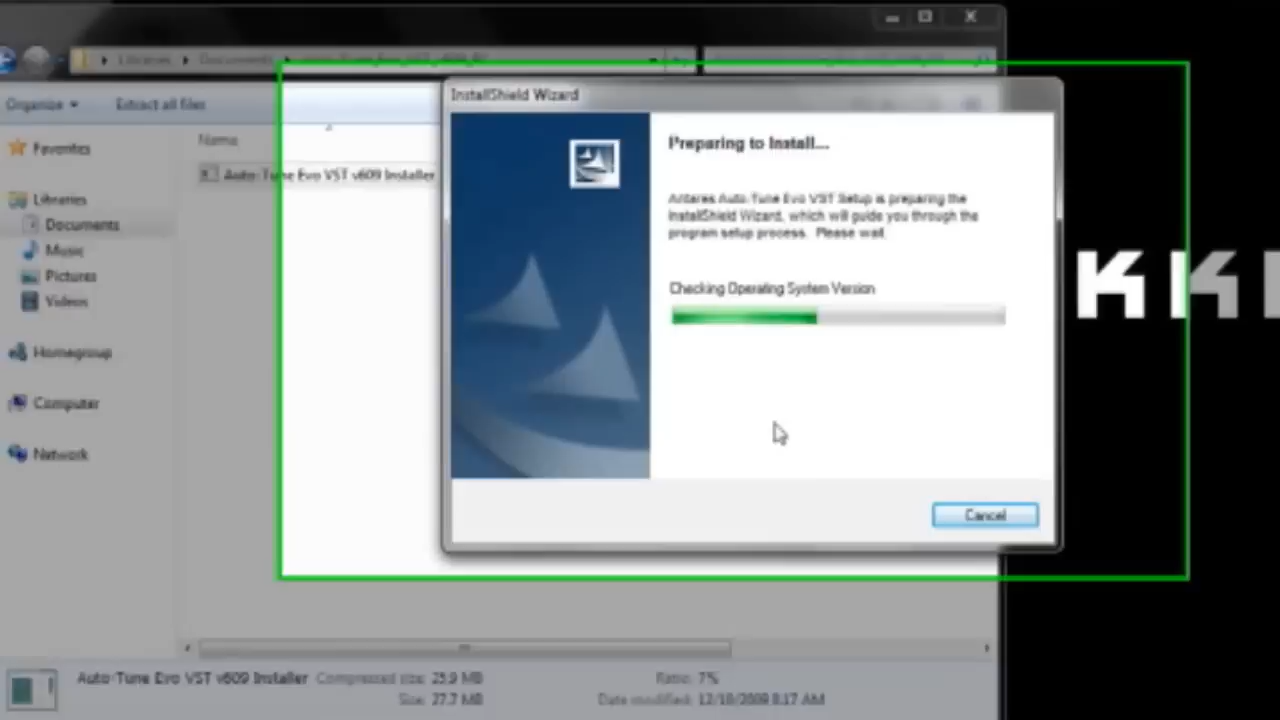 Libraries
Documents
Organize
Extract all files
Favorites
Libraries
Documents
Music
Pictures
Videos
Homegroup
Computer
Network
Name
Auto-Tune Evo VST v609 Installer
InstallShield Wizard
Preparing to Install...
Antares Auto-Tune Evo VST Setup is preparing the
InstallShield Wizard, which will guide you through the
program setup process. Please wait.
Checking Operating System Version
Cancel
Auto-Tune Evo VST v609 Installer
Compressed size: 25.9 MB
Size: 27.7 MB
Ratio: 7%
Date modified: 12/18/2009 8:17 AM